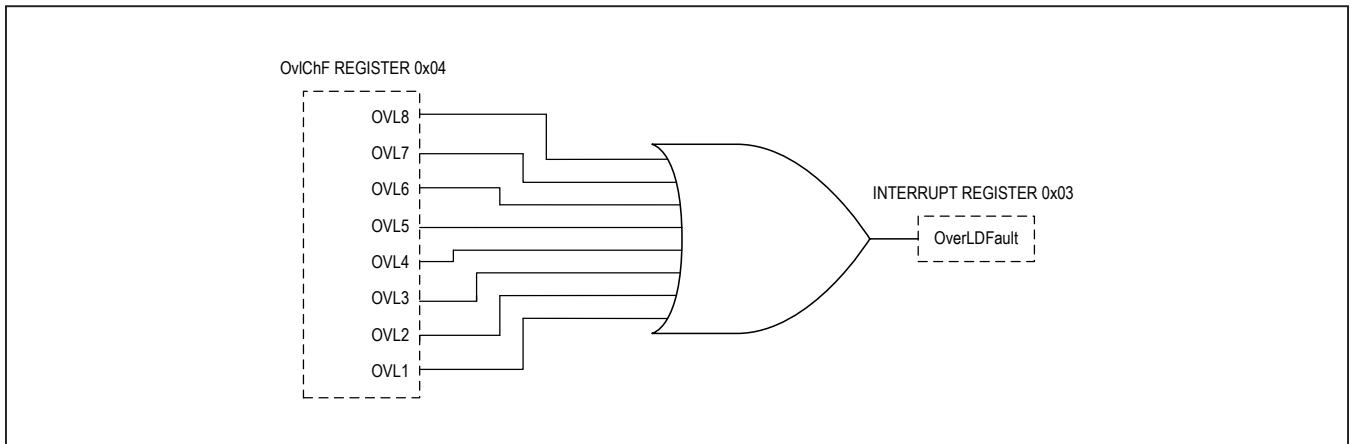 OvlChF REGISTER 0x04
OVL8
OVL7
OVL6
OVL5
OVL4
OVL3
OVL2
OVL1
INTERRUPT REGISTER 0x03
OverLDFault